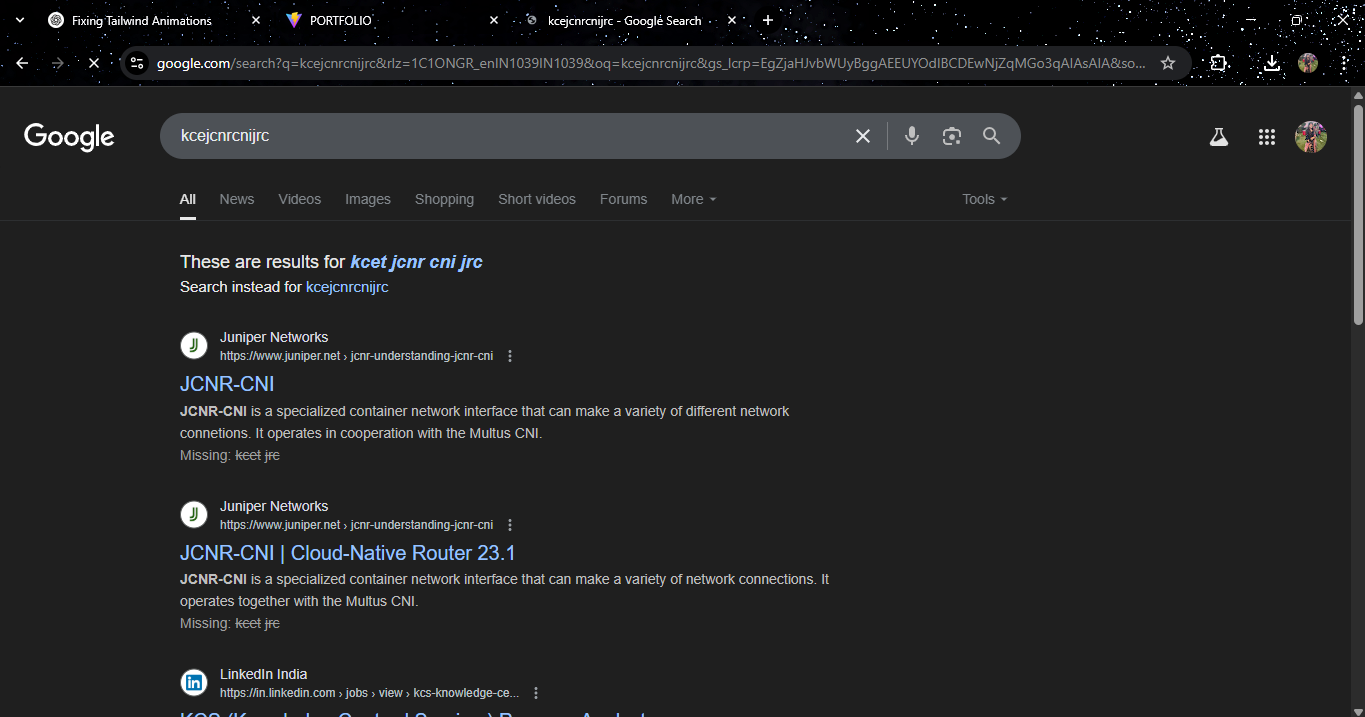 Fixing Tailwind Animations
PORTFOLIO
kcejcnrcnijrc - Google Search
google.com/search?q=kcejcnrcnijrc&rlz=1C1ONGR_enIN1039IN1039&oq=kcejcnrcnijrc&gs_lcrp=EgZjaHJvbWUyBggAEEUYOdIBCDEwNjZqMGo3qAIAsAIA&so...
Google
kcejcnrcnijrc
All News Videos Images Shopping Short videos Forums More Tools
These are results for kcet jcnr cni jrc
Search instead for kcejcnrcnijrc
Juniper Networks
https://www.juniper.net › jcnr-understanding-jcnr-cni
JCNR-CNI
JCNR-CNI is a specialized container network interface that can make a variety of different network
connetions. It operates in cooperation with the Multus CNI.
Missing: kcet jrc
Juniper Networks
https://www.juniper.net › jcnr-understanding-jcnr-cni
JCNR-CNI | Cloud-Native Router 23.1
JCNR-CNI is a specialized container network interface that can make a variety of network connections. It
operates together with the Multus CNI.
Missing: kcet jrc
LinkedIn India
https://in.linkedin.com › jobs › view › kcs-knowledge-ce...